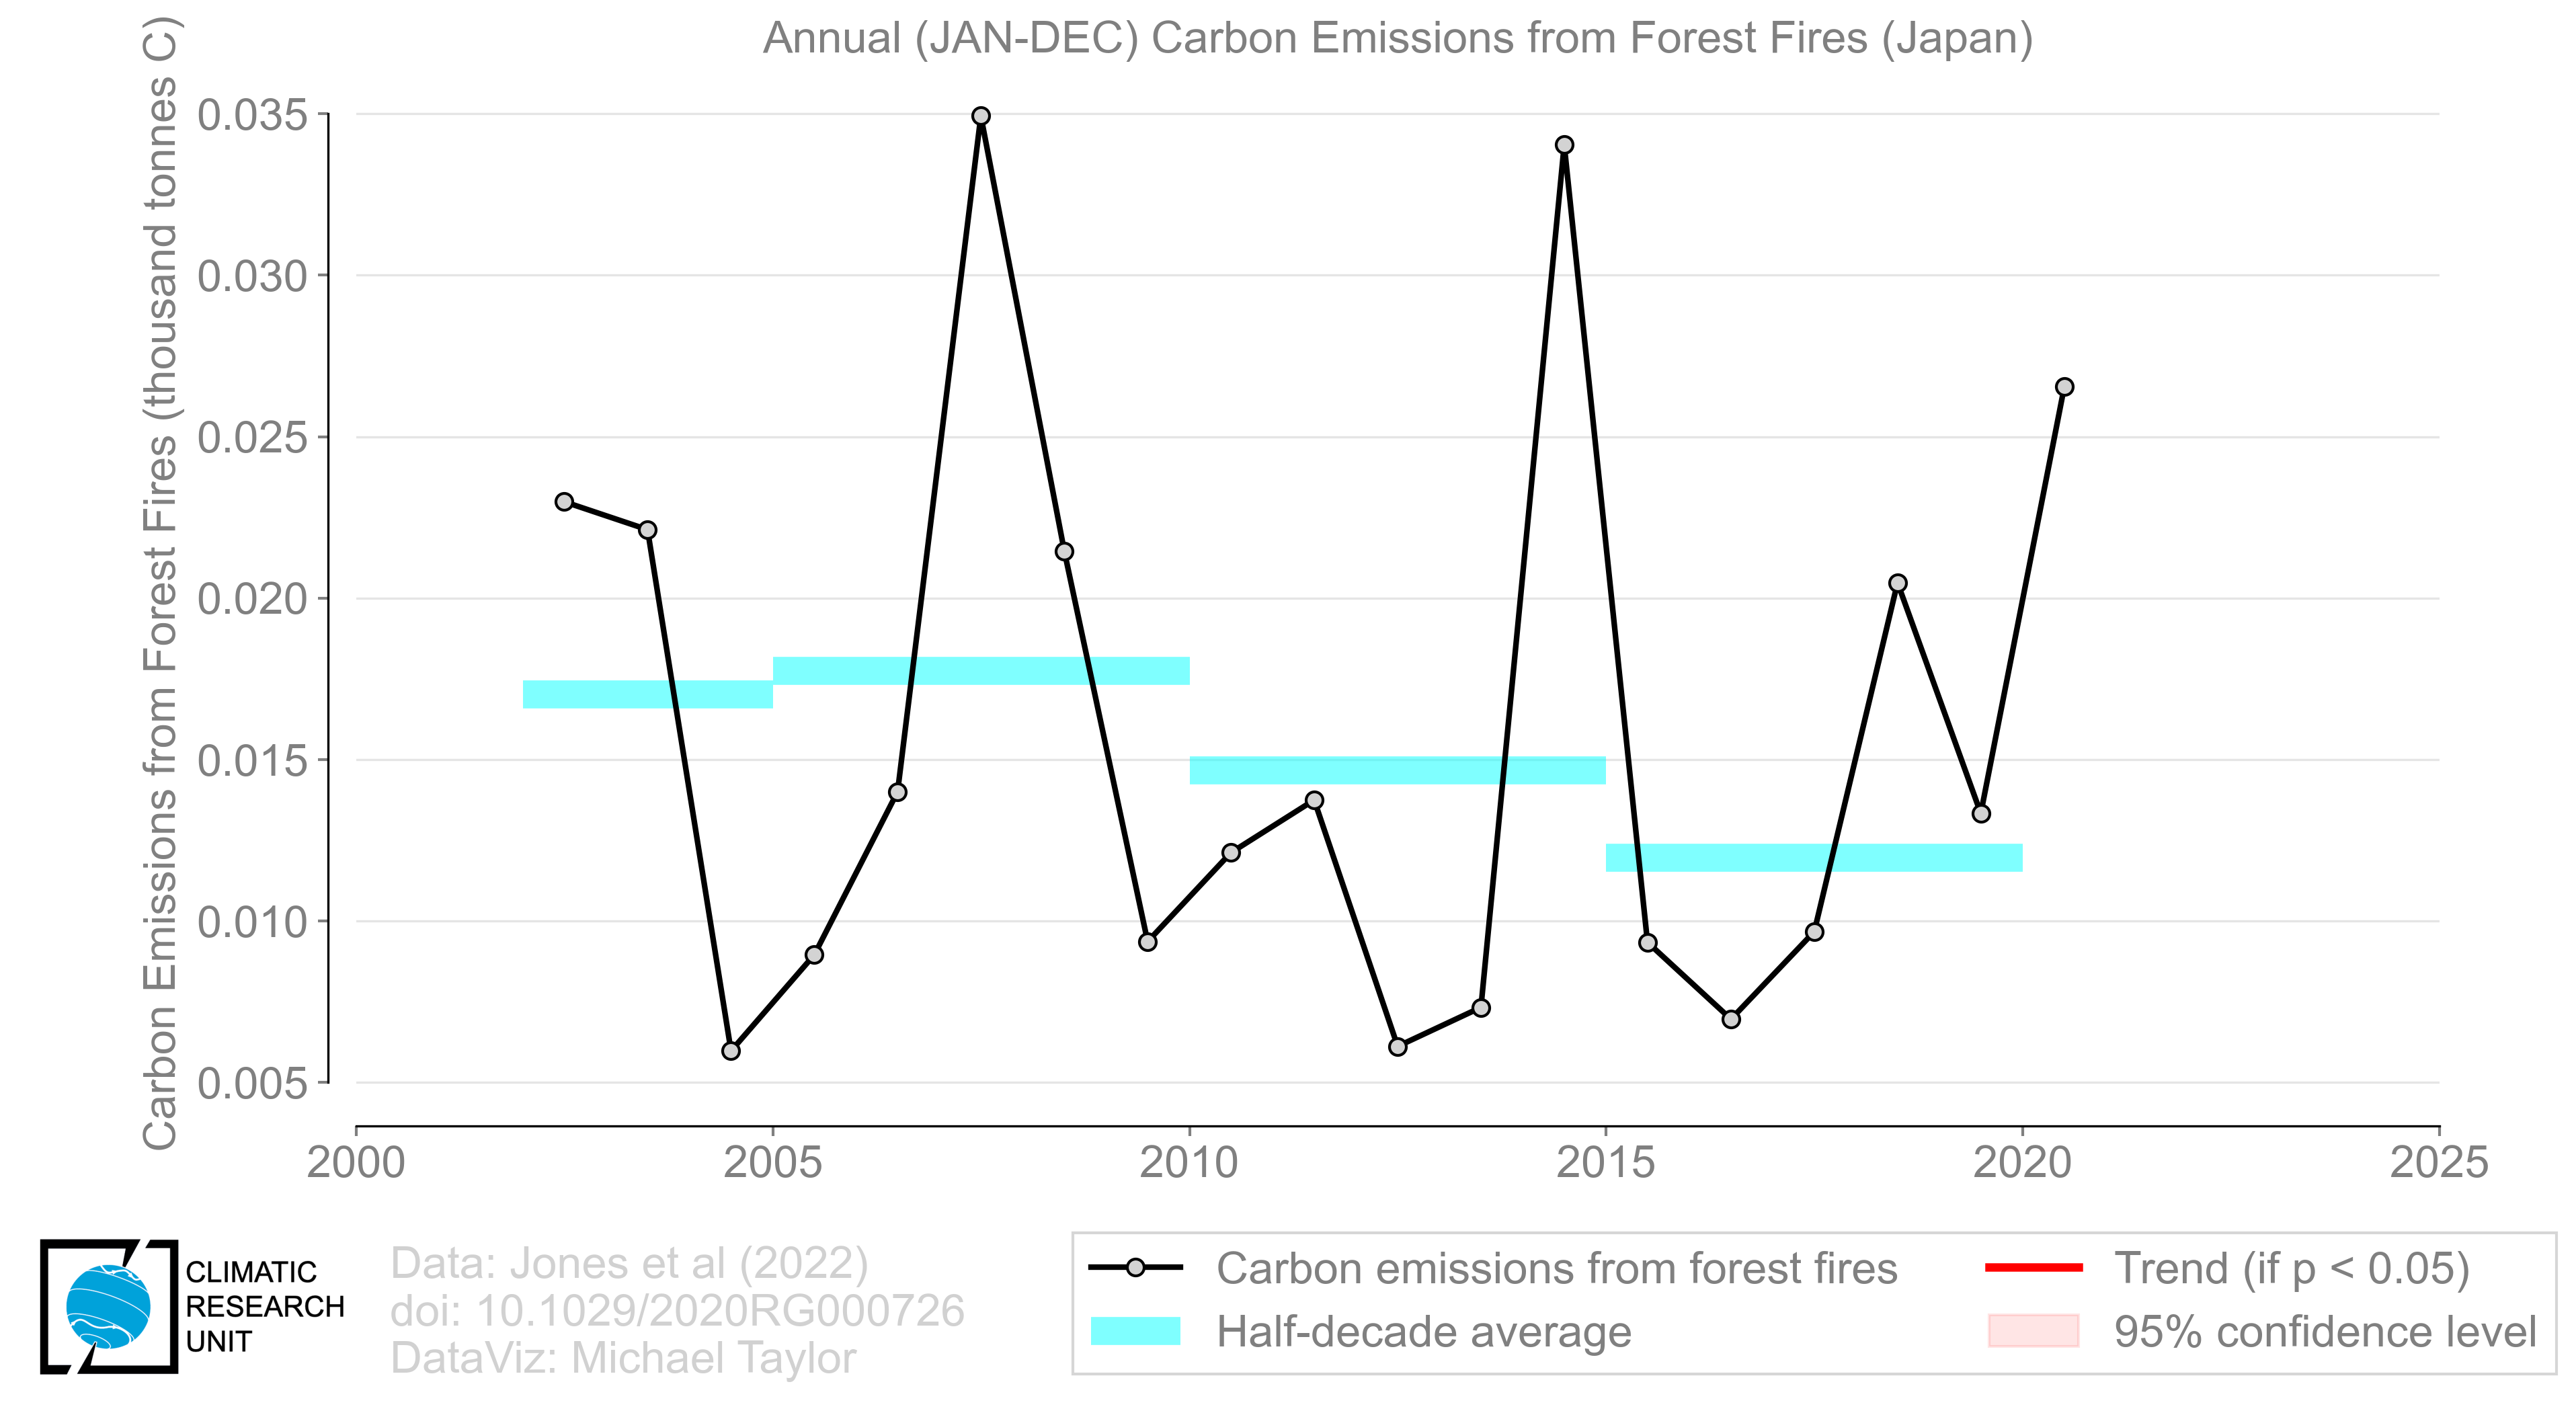 Annual (JAN-DEC) Carbon Emissions from Forest Fires (Japan)
Carbon Emissions from Forest Fires (thousand tonnes C)
0.035
0.030
0.025
0.020
0.015
0.010
0.005
2000 2005 2010 2015 2020 2025
CLIMATIC
RESEARCH
UNIT
Data: Jones et al (2022)
doi: 10.1029/2020RG000726
DataViz: Michael Taylor
Carbon emissions from forest fires
Half-decade average
Trend (if p < 0.05)
95% confidence level